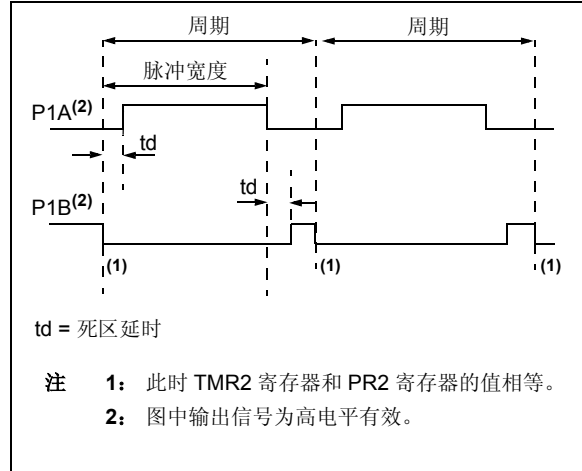 周期 周期
脉冲宽度
P1A(2)
td
td
P1B(2)
(1) (1) (1)
td = 死区延时
注 1： 此时 TMR2 寄存器和 PR2 寄存器的值相等。
2： 图中输出信号为高电平有效。